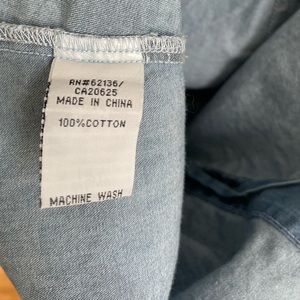 RN#62136/
CA20625
MADE IN CHINA
100%COTTON
MACHINE WASH